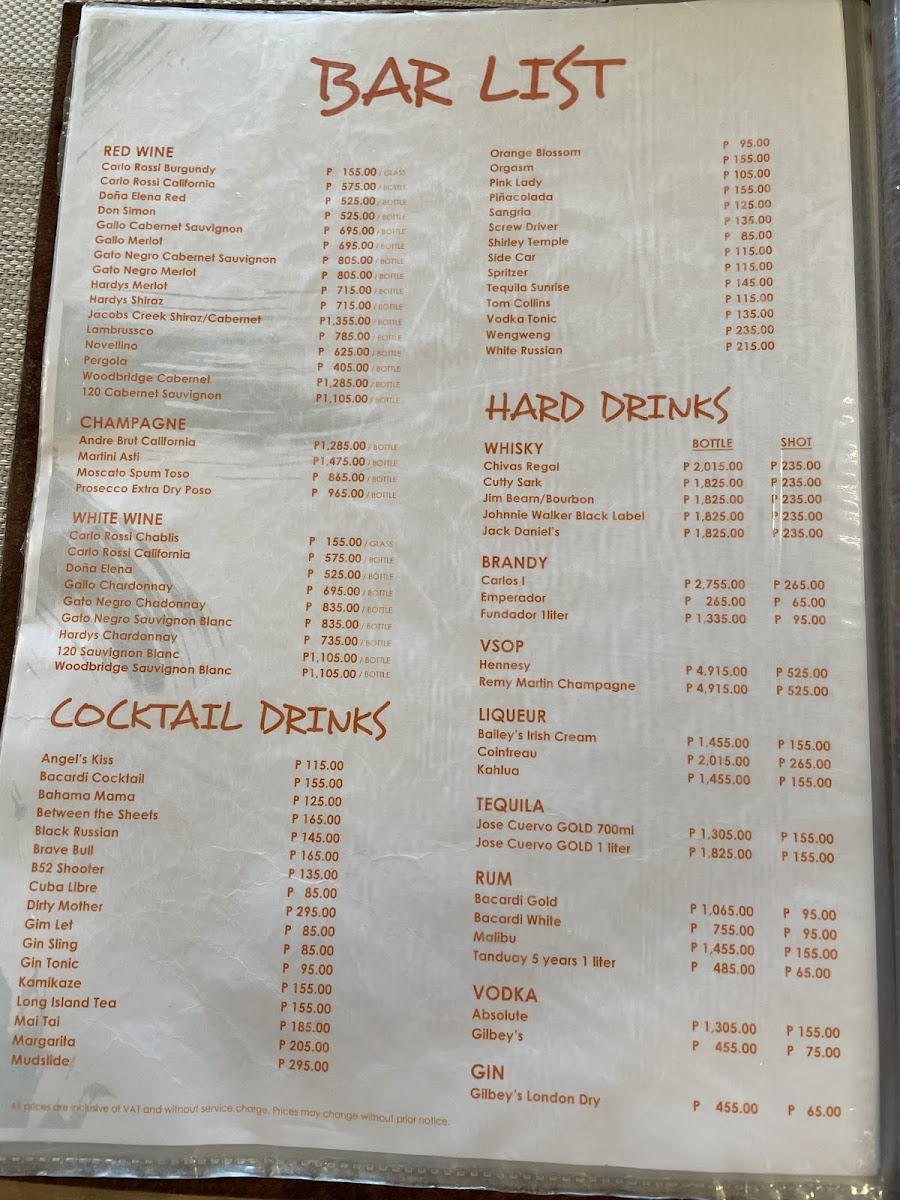 BAR LIST
RED WINE
Carlo Rossi Burgundy P 155.00 / GLASS
Carlo Rossi California P 575.00 / BOTTLE
Doña Elena Red P 525.00 / BOTTLE
Don Simon P 525.00 / BOTTLE
Gallo Cabernet Sauvignon P 695.00 / BOTTLE
Gallo Merlot P 695.00 / BOTTLE
Gato Negro Cabernet Sauvignon P 805.00 / BOTTLE
Gato Negro Merlot P 805.00 / BOTTLE
Hardys Merlot P 715.00 / BOTTLE
Hardys Shiraz P 715.00 / BOTTLE
Jacobs Creek Shiraz/Cabernet P1,355.00 / BOTTLE
Lambrussco P 785.00 / BOTTLE
Novellino P 625.00 / BOTTLE
Pergola P 405.00 / BOTTLE
Woodbridge Cabernet P1,285.00 / BOTTLE
120 Cabernet Sauvignon P1,105.00 / BOTTLE
CHAMPAGNE
Andre Brut California P1,285.00 / BOTTLE
Martini Asti P1,475.00 / BOTTLE
Moscato Spum Toso P 865.00 / BOTTLE
Prosecco Extra Dry Poso P 965.00 / BOTTLE
WHITE WINE
Carlo Rossi Chablis P 155.00 / GLASS
Carlo Rossi California P 575.00 / BOTTLE
Doña Elena P 525.00 / BOTTLE
Gallo Chardonnay P 695.00 / BOTTLE
Gato Negro Chadonnay P 835.00 / BOTTLE
Gato Negro Sauvignon Blanc P 835.00 / BOTTLE
Hardys Chardonnay P 735.00 / BOTTLE
120 Sauvignon Blanc P1,105.00 / BOTTLE
Woodbridge Sauvignon Blanc P1,105.00 / BOTTLE
COCKTAIL DRINKS
Angel's Kiss P 115.00
Bacardi Cocktail P 155.00
Bahama Mama P 125.00
Between the Sheets P 165.00
Black Russian P 145.00
Brave Bull P 165.00
B52 Shooter P 135.00
Cuba Libre P 85.00
Dirty Mother P 295.00
Gim Let P 85.00
Gin Sling P 85.00
Gin Tonic P 95.00
Kamikaze P 155.00
Long Island Tea P 155.00
Mai Tai P 185.00
Margarita P 205.00
Mudslide P 295.00
Orange Blossom P 95.00
Orgasm P 155.00
Pink Lady P 105.00
Piñacolada P 155.00
Sangria P 125.00
Screw Driver P 135.00
Shirley Temple P 85.00
Side Car P 115.00
Spritzer P 115.00
Tequila Sunrise P 145.00
Tom Collins P 115.00
Vodka Tonic P 135.00
Wengweng P 235.00
White Russian P 215.00
HARD DRINKS
WHISKY BOTTLE SHOT
Chivas Regal P 2,015.00 P 235.00
Cutty Sark P 1,825.00 P 235.00
Jim Beam/Bourbon P 1,825.00 P 235.00
Johnnie Walker Black Label P 1,825.00 P 235.00
Jack Daniel's P 1,825.00 P 235.00
BRANDY
Carlos I P 2,755.00 P 265.00
Emperador P 265.00 P 65.00
Fundador 1liter P 1,335.00 P 95.00
VSOP
Hennesy P 4,915.00 P 525.00
Remy Martin Champagne P 4,915.00 P 525.00
LIQUEUR
Bailey's Irish Cream P 1,455.00 P 155.00
Cointreau P 2,015.00 P 265.00
Kahlua P 1,455.00 P 155.00
TEQUILA
Jose Cuervo GOLD 700ml P 1,305.00 P 155.00
Jose Cuervo GOLD 1 liter P 1,825.00 P 155.00
RUM
Bacardi Gold P 1,065.00 P 95.00
Bacardi White P 755.00 P 95.00
Malibu P 1,455.00 P 155.00
Tanduay 5 years 1 liter P 485.00 P 65.00
VODKA
Absolute P 1,305.00 P 155.00
Gilbey's P 455.00 P 75.00
GIN
Gilbey's London Dry P 455.00 P 65.00
All prices are inclusive of VAT and without service charge. Prices may change without prior notice.